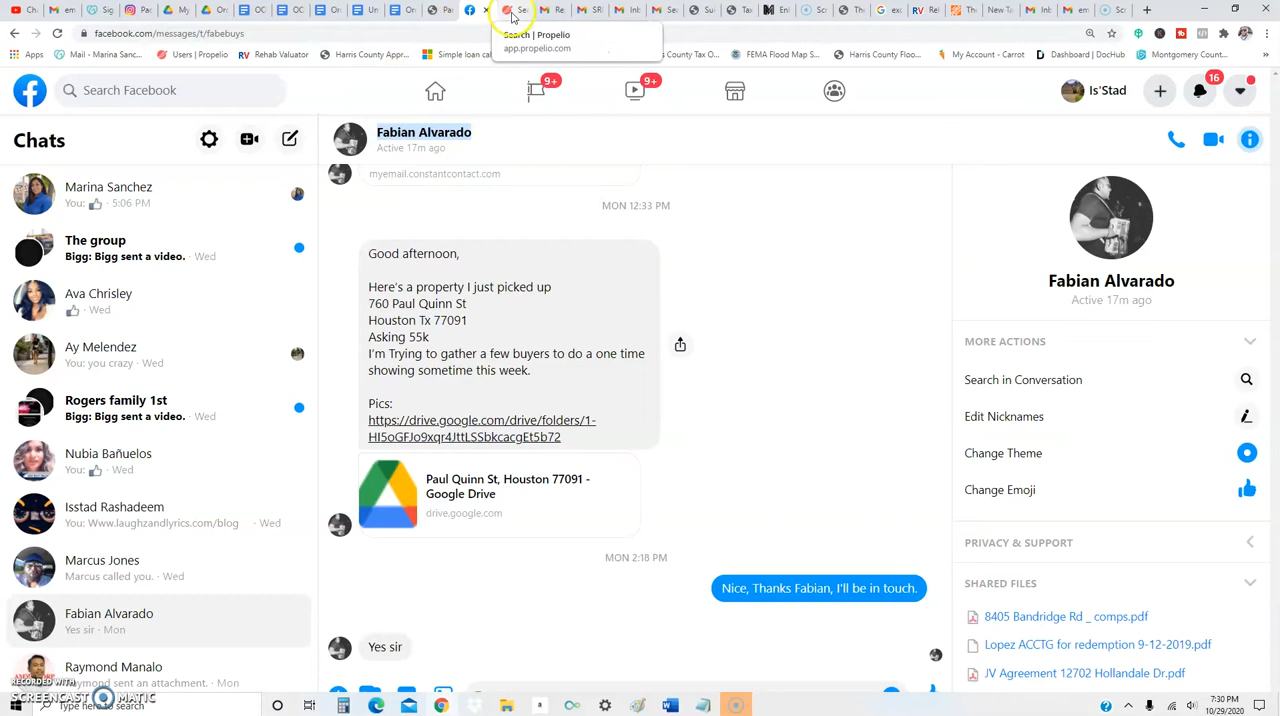 Search | Propelio
app.propelio.com
https://www.facebook.com/messages/t/fabebuys
Apps
Mail - Marina Sanc...
Users | Propelio
RV Rehab Valuator
Harris County App...
Simple loan cal
County Tax O...
FEMA Flood Map S...
Harris County Floo...
My Account - Carrot
Dashboard | DocHub
Montgomery Count...
»
Search Facebook
9+
9+
Is'Stad
16
Chats
Marina Sanchez
You: 5:06 PM
The group
Bigg: Bigg sent a video. · Wed
Ava Chrisley
· Wed
Ay Melendez
You: you crazy · Wed
Rogers family 1st
Bigg: Bigg sent a video. · Wed
Nubia Bañuelos
You: · Wed
Isstad Rashadeem
You: Www.laughzandlyrics.com/blog · Wed
Marcus Jones
Marcus called you. · Wed
Fabian Alvarado
Yes sir · Mon
Raymond Manalo
sent an attachment. · Mon
Fabian Alvarado
Active 17m ago
myemail.constantcontact.com
MON 12:33 PM
Good afternoon,
Here's a property I just picked up
760 Paul Quinn St
Houston Tx 77091
Asking 55k
I'm Trying to gather a few buyers to do a one time
showing sometime this week.
Pics:
https://drive.google.com/drive/folders/1-
HI5oGFJo9xqr4JttLSSbkcacgEt5b72
Paul Quinn St, Houston 77091 -
Google Drive
drive.google.com
MON 2:18 PM
Nice, Thanks Fabian, I'll be in touch.
Yes sir
Fabian Alvarado
Active 17m ago
MORE ACTIONS
Search in Conversation
Edit Nicknames
Change Theme
Change Emoji
PRIVACY & SUPPORT
SHARED FILES
8405 Bandridge Rd _ comps.pdf
Lopez ACCTG for redemption 9-12-2019.pdf
JV Agreement 12702 Hollandale Dr.pdf
RECORDED WITH
SCREENCAST MATIC
Type here to search
7:30 PM
10/29/2020